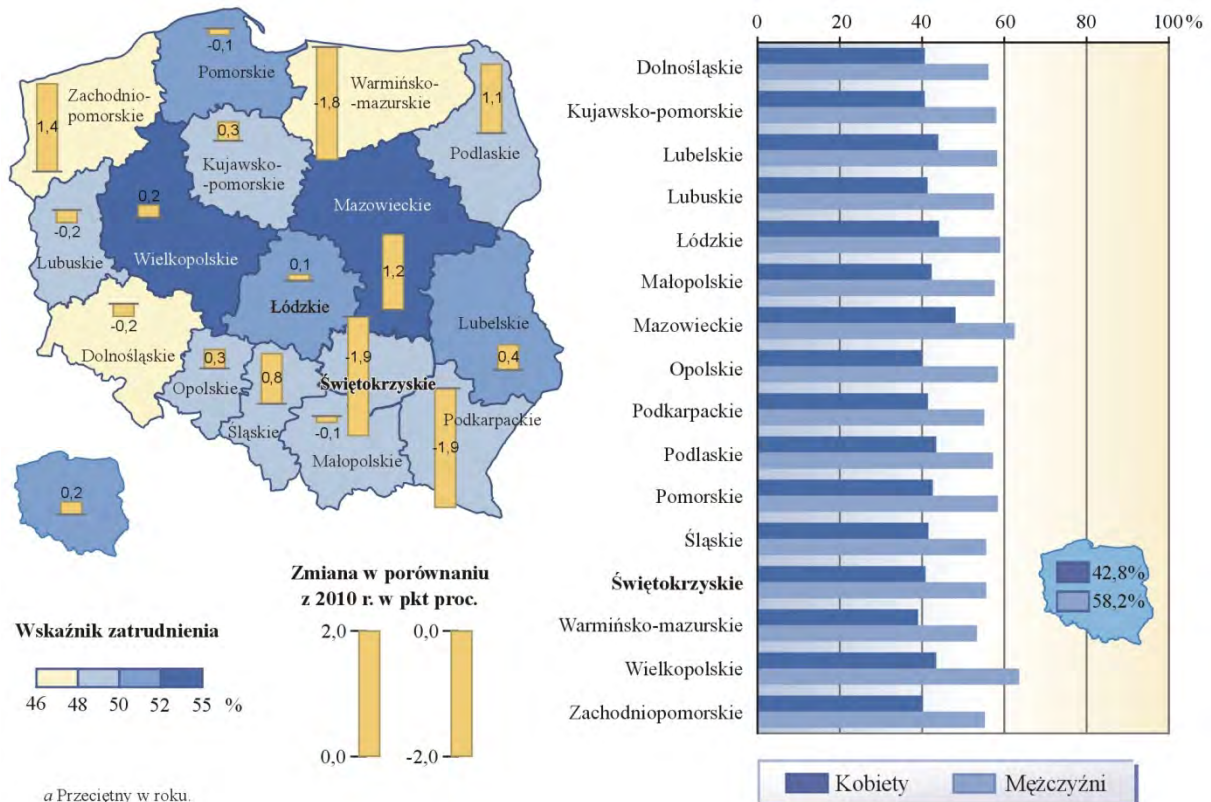 -0,1
Pomorskie
Zachodnio-
pomorskie
1,4
-1,8
Warmińsko-
-mazurskie
1,1
Podlaskie
0,3
Kujawsko-
-pomorskie
0,2
Wielkopolskie
Mazowieckie
1,2
-0,2
Lubuskie
0,1
Łódzkie
Lubelskie
0,4
-0,2
Dolnośląskie
0,3
Opolskie
0,8
Śląskie
-1,9
Świętokrzyskie
-0,1
Małopolskie
Podkarpackie
-1,9
0,2
Wskaźnik zatrudnienia
46 48 50 52 55 %
Zmiana w porównaniu
z 2010 r. w pkt proc.
2,0 0,0
0,0 -2,0
a Przeciętny w roku.
0 20 40 60 80 100%
Dolnośląskie
Kujawsko-pomorskie
Lubelskie
Lubuskie
Łódzkie
Małopolskie
Mazowieckie
Opolskie
Podkarpackie
Podlaskie
Pomorskie
Śląskie
Świętokrzyskie
Warmińsko-mazurskie
Wielkopolskie
Zachodniopomorskie
42,8%
58,2%
Kobiety Mężczyźni